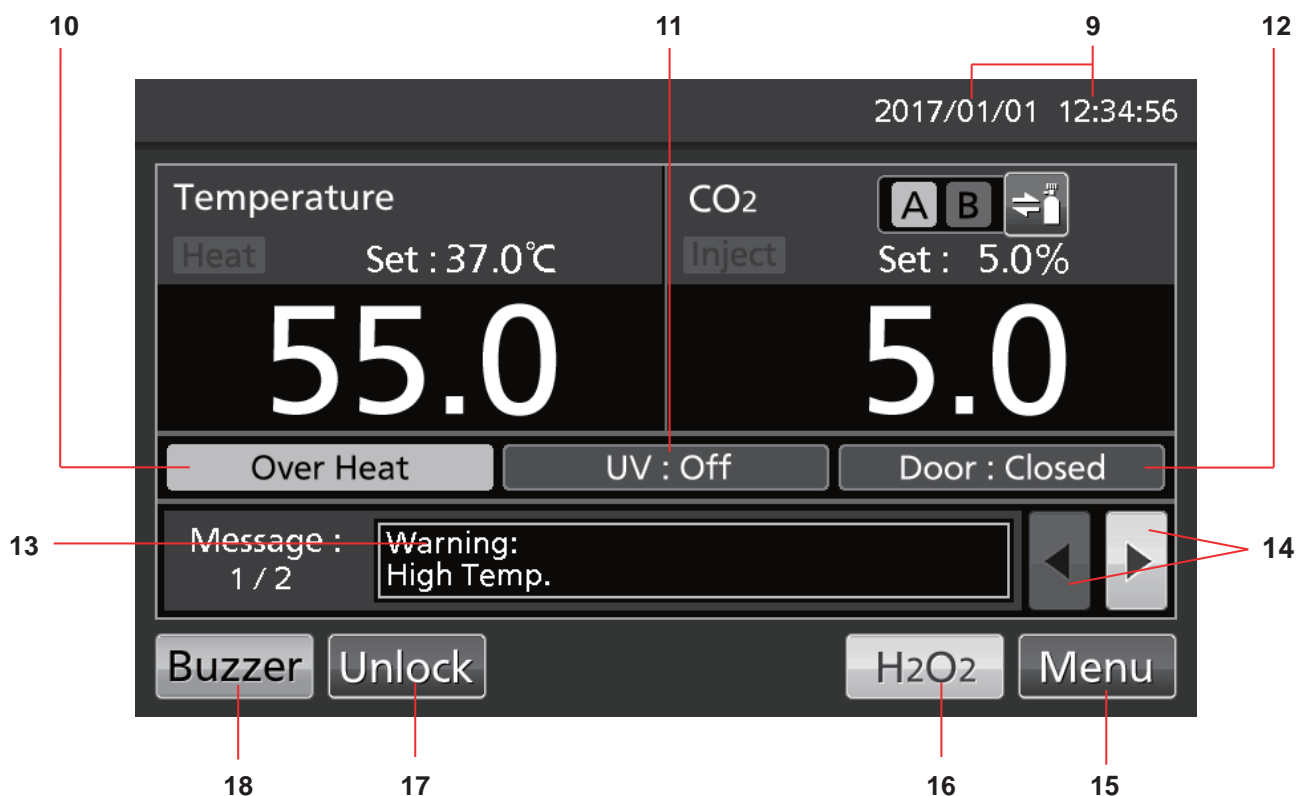 10 11 9 12
2017/01/01 12:34:56
Temperature
CO2 A B
Heat Set : 37.0℃
Inject Set : 5.0%
55.0
5.0
Over Heat UV : Off Door : Closed
13
Message :
1 / 2
Warning:
High Temp.
14
Buzzer Unlock H2O2 Menu
18 17 16 15